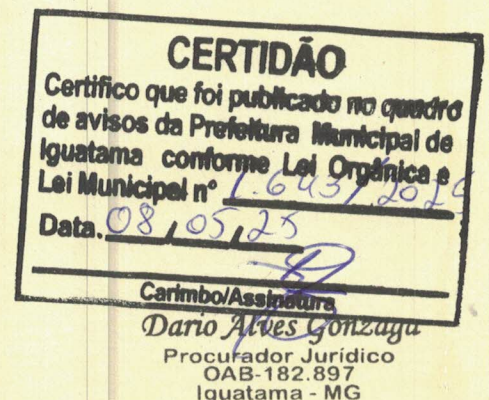 CERTIDÃO
Certifico que foi publicado no quadro
de avisos da Prefeitura Municipal de
Iguatama conforme Lei Orgânica e
Lei Municipal nº 1.643/2025
Data. 08 / 05 / 25
Carimbo/Assinatura
Dario Alves Gonzaga
Procurador Jurídico
OAB-182.897
Iguatama - MG